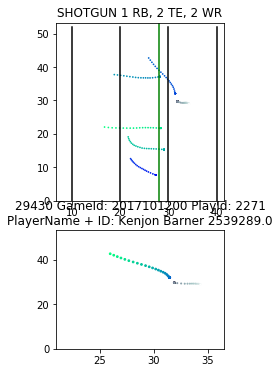 SHOTGUN 1 RB, 2 TE, 2 WR
50
40
30
20
10
0
10 20 30 40
29430 GameId: 2017101200 PlayId: 2271
PlayerName + ID: Kenjon Barner 2539289.0
40
20
0
25 30 35